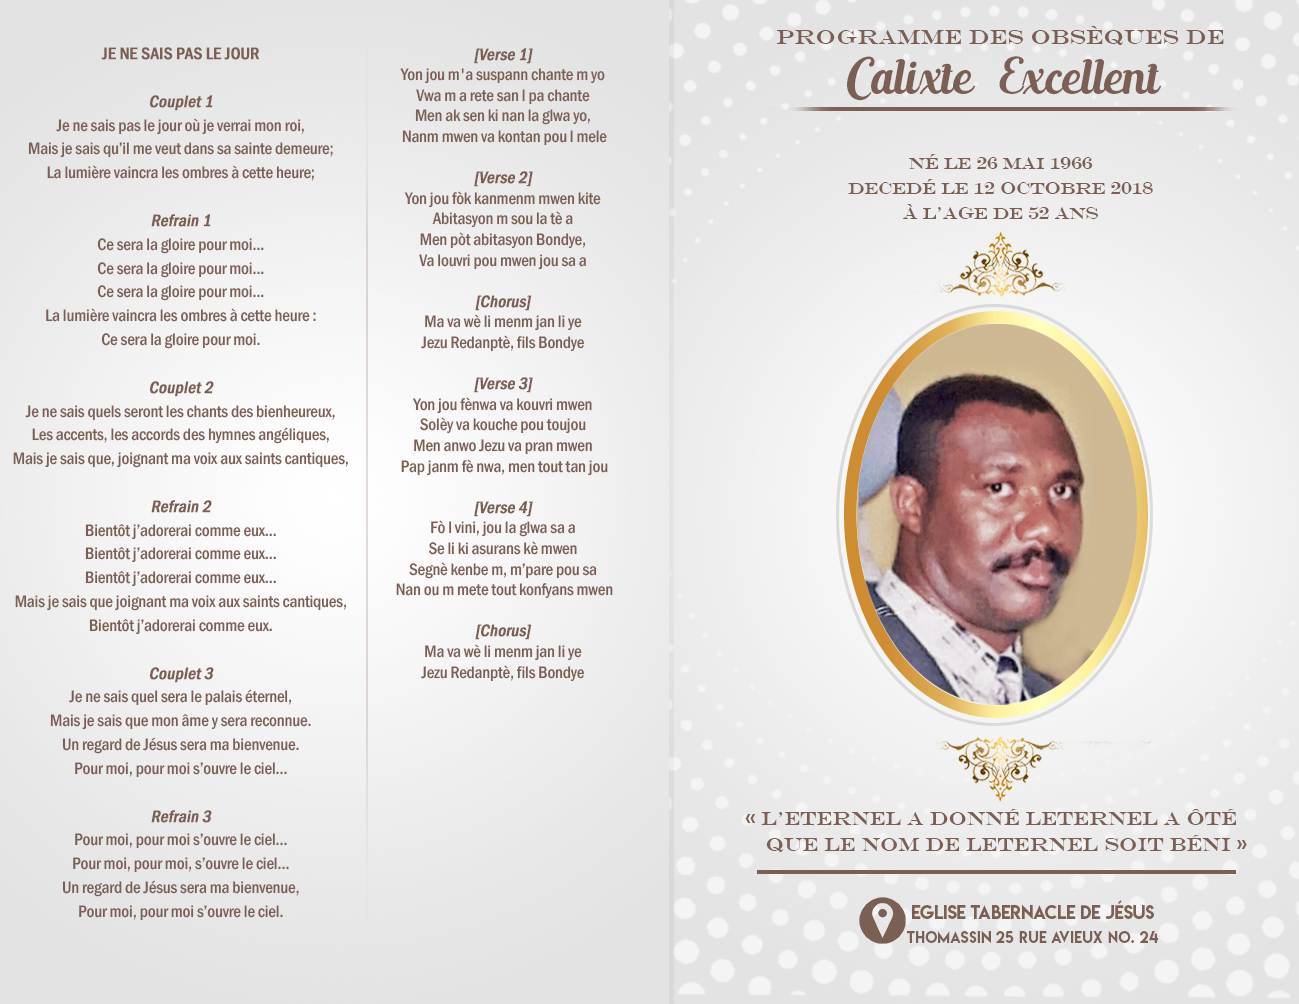 JE NE SAIS PAS LE JOUR
Couplet 1
Je ne sais pas le jour où je verrai mon roi,
Mais je sais qu'il me veut dans sa sainte demeure;
La lumière vaincra les ombres à cette heure;
Refrain 1
Ce sera la gloire pour moi...
Ce sera la gloire pour moi...
Ce sera la gloire pour moi...
La lumière vaincra les ombres à cette heure :
Ce sera la gloire pour moi.
Couplet 2
Je ne sais quels seront les chants des bienheureux,
Les accents, les accords des hymnes angéliques,
Mais je sais que, joignant ma voix aux saints cantiques,
Refrain 2
Bientôt j'adorerai comme eux...
Bientôt j'adorerai comme eux...
Bientôt j'adorerai comme eux...
Mais je sais que joignant ma voix aux saints cantiques,
Bientôt j'adorerai comme eux.
Couplet 3
Je ne sais quel sera le palais éternel,
Mais je sais que mon âme y sera reconnue.
Un regard de Jésus sera ma bienvenue.
Pour moi, pour moi s'ouvre le ciel...
Refrain 3
Pour moi, pour moi s'ouvre le ciel...
Pour moi, pour moi, s'ouvre le ciel...
Un regard de Jésus sera ma bienvenue,
Pour moi, pour moi s'ouvre le ciel.
[Verse 1]
Yon jou m'a suspann chante m yo
Vwa m a rete san l pa chante
Men ak sen ki nan la glwa yo,
Nanm mwen va kontan pou l mele
[Verse 2]
Yon jou fòk kanmenm mwen kite
Abitasyon m sou la tè a
Men pòt abitasyon Bondye,
Va louvri pou mwen jou sa a
[Chorus]
Ma va wè li menm jan li ye
Jezu Redanptè, fils Bondye
[Verse 3]
Yon jou fènwa va kouvri mwen
Solèy va kouche pou toujou
Men anwo Jezu va pran mwen
Pap janm fè nwa, men tout tan jou
[Verse 4]
Fò l vini, jou la glwa sa a
Se li ki asurans kè mwen
Segnè kenbe m, m'pare pou sa
Nan ou m mete tout konfyans mwen
[Chorus]
Ma va wè li menm jan li ye
Jezu Redanptè, fils Bondye
PROGRAMME DES OBSÈQUES DE
Calixte Excellent
NÉ LE 26 MAI 1966
DECEDÉ LE 12 OCTOBRE 2018
À L'AGE DE 52 ANS
« L'ETERNEL A DONNÉ LETERNEL A ÔTÉ
QUE LE NOM DE LETERNEL SOIT BÉNI »
EGLISE TABERNACLE DE JÉSUS
THOMASSIN 25 RUE AVIEUX NO. 24